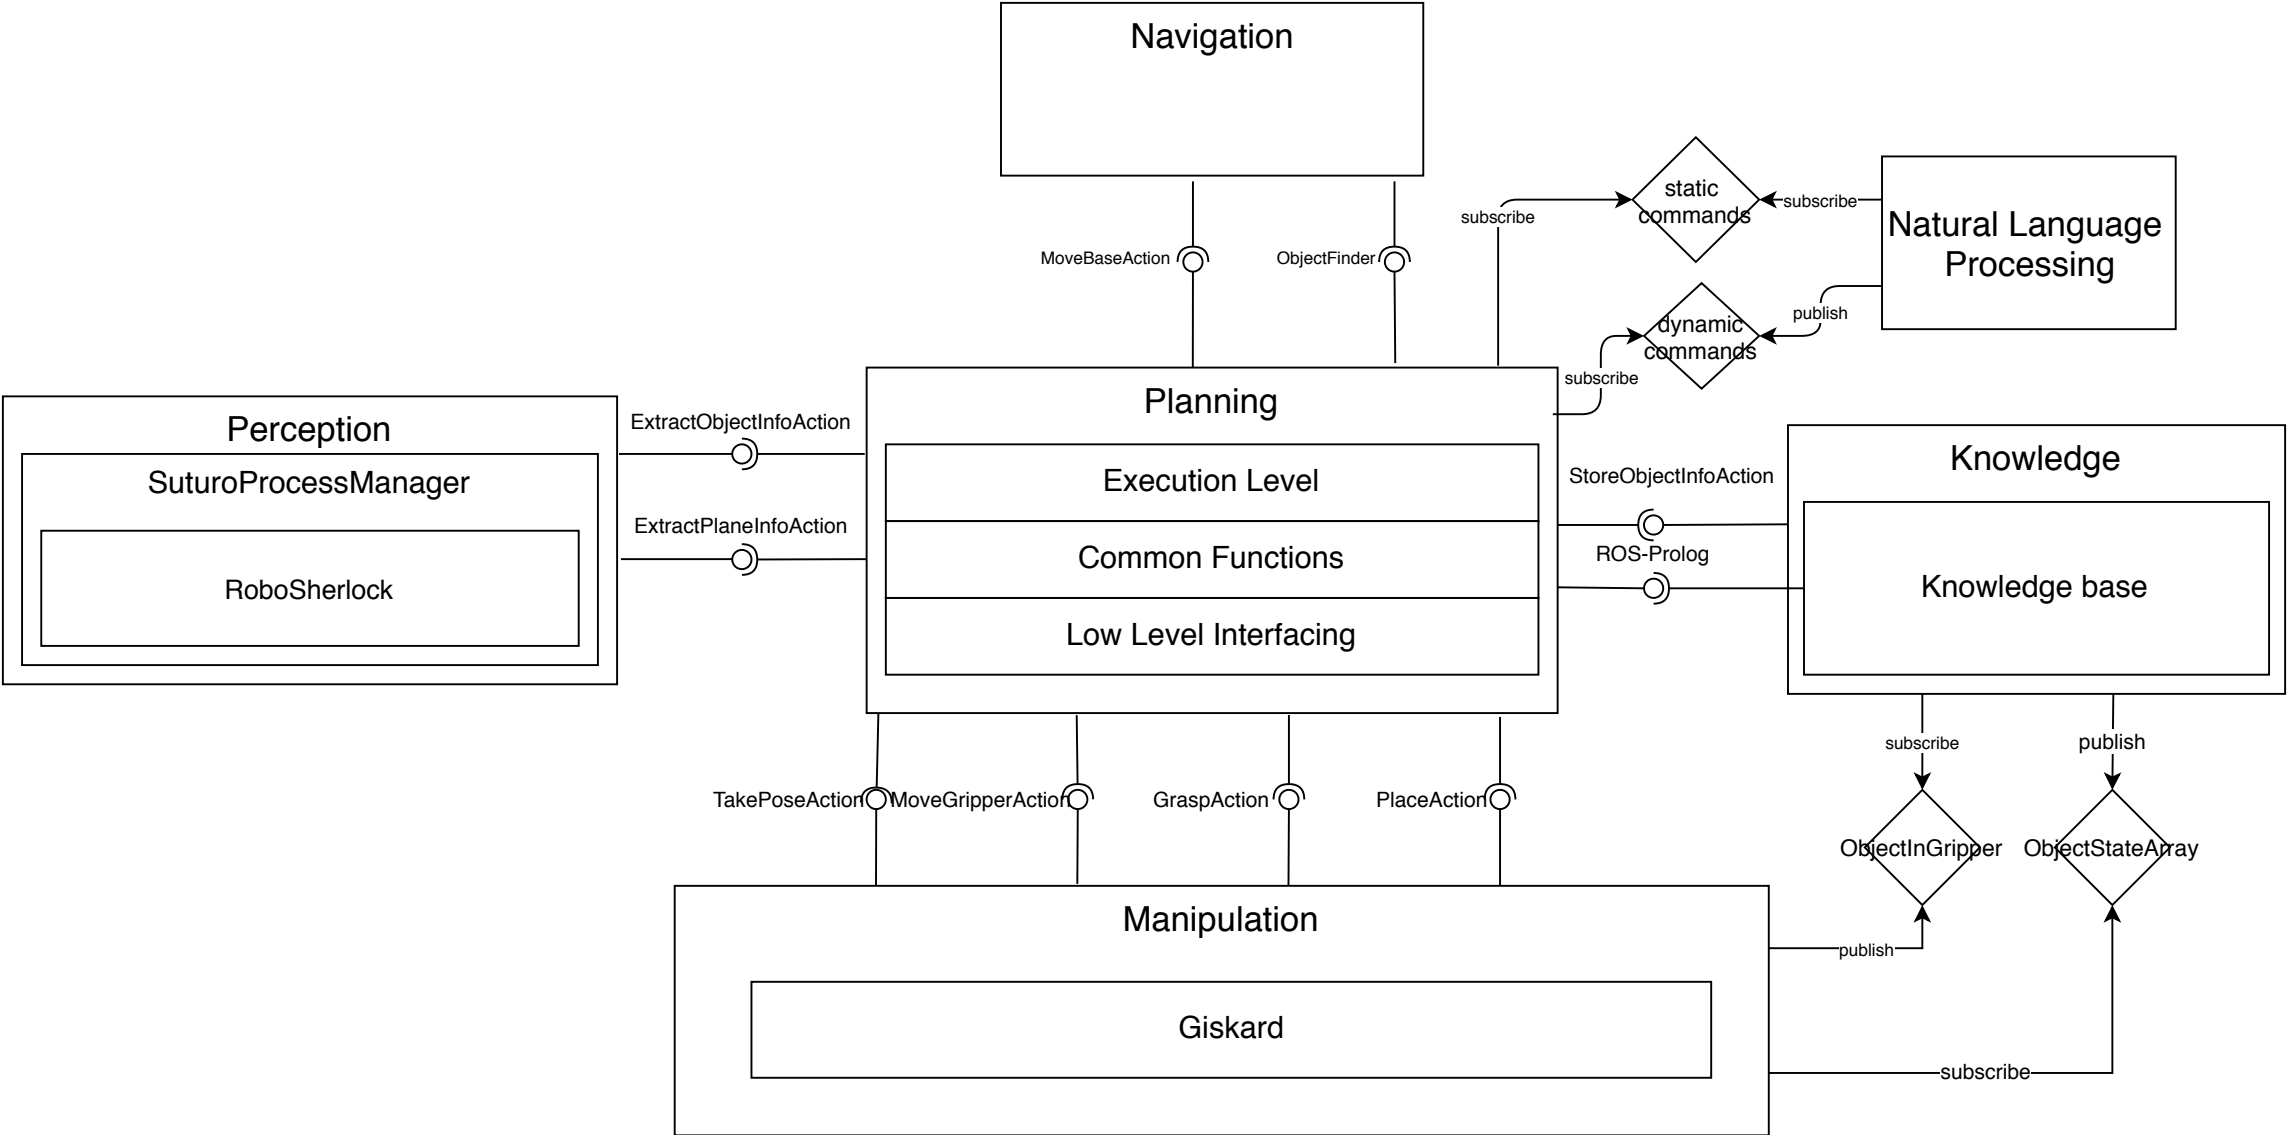 Navigation
static
commands
subscribe
subscribe
Natural Language
Processing
MoveBaseAction
ObjectFinder
publish
dynamic
commands
subscribe
Planning
Perception
ExtractObjectInfoAction
SuturoProcessManager
Execution Level
StoreObjectInfoAction
Knowledge
ExtractPlaneInfoAction
Common Functions
ROS-Prolog
RoboSherlock
Knowledge base
Low Level Interfacing
subscribe
publish
TakePoseAction
MoveGripperAction
GraspAction
PlaceAction
ObjectInGripper
ObjectStateArray
Manipulation
publish
Giskard
subscribe